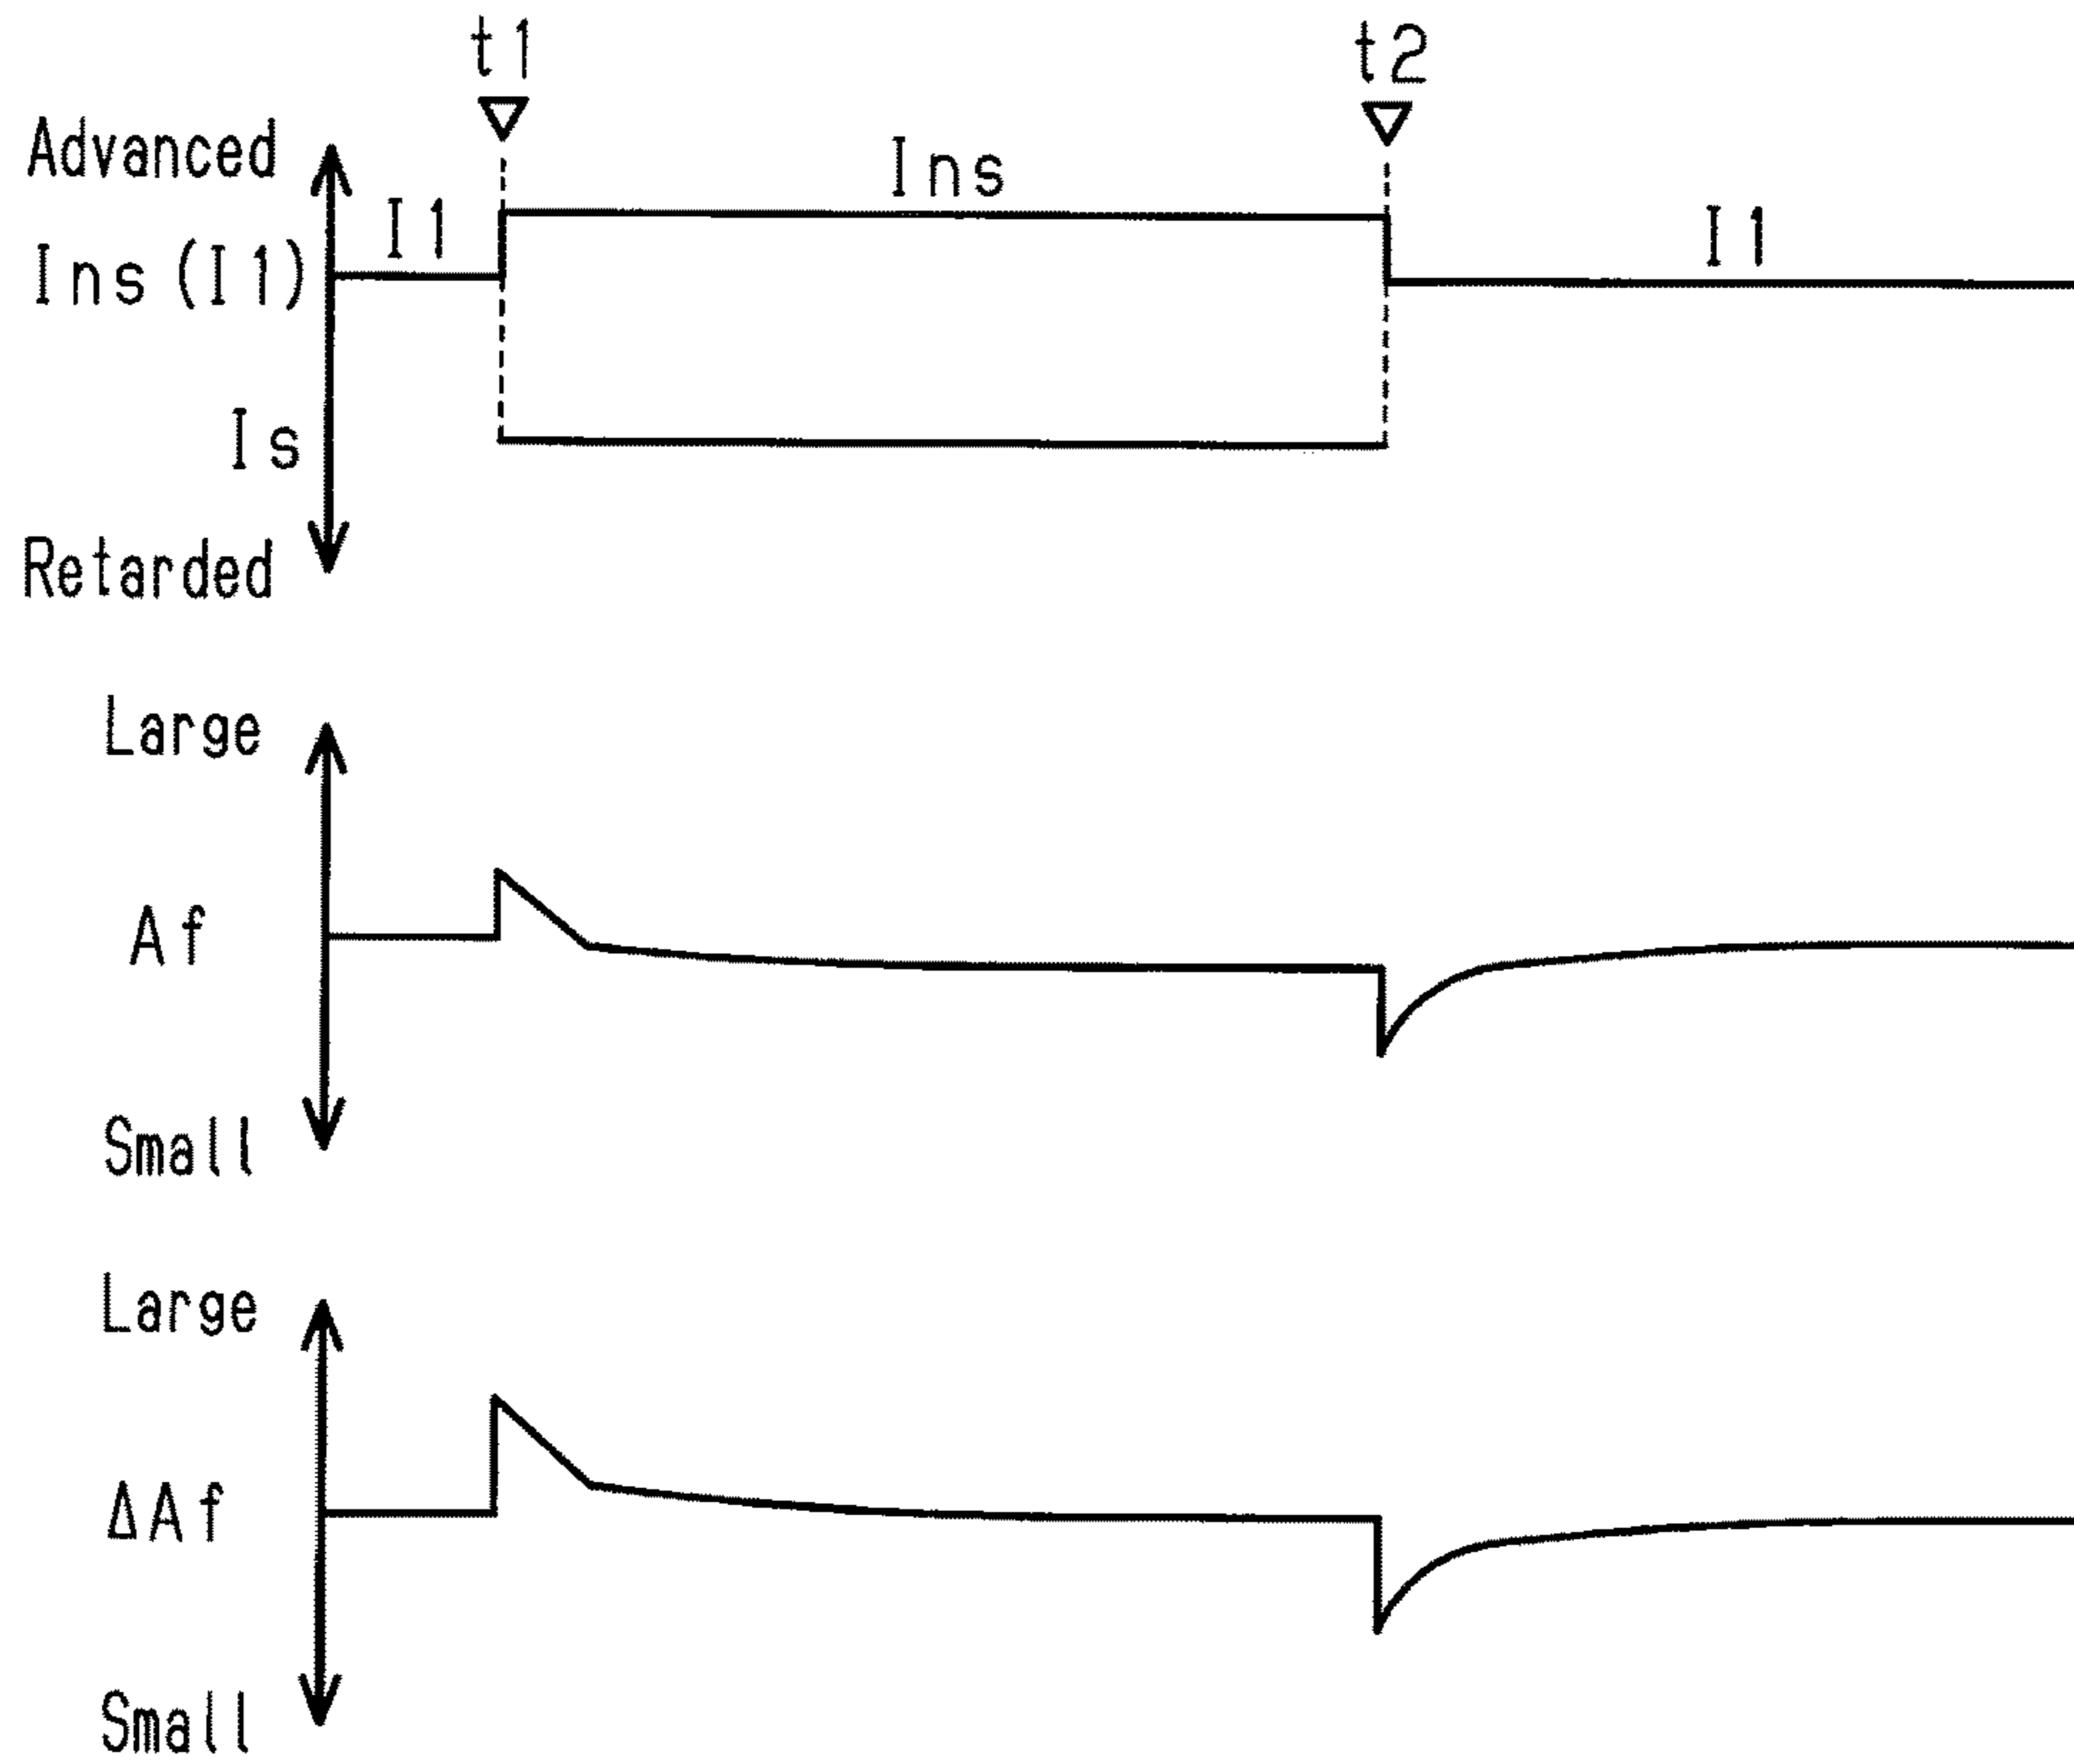 t1
t2
Advanced
Ins
I1
I1
Ins(I1)
Is
Retarded
Large
Af
Small
Large
ΔAf
Small